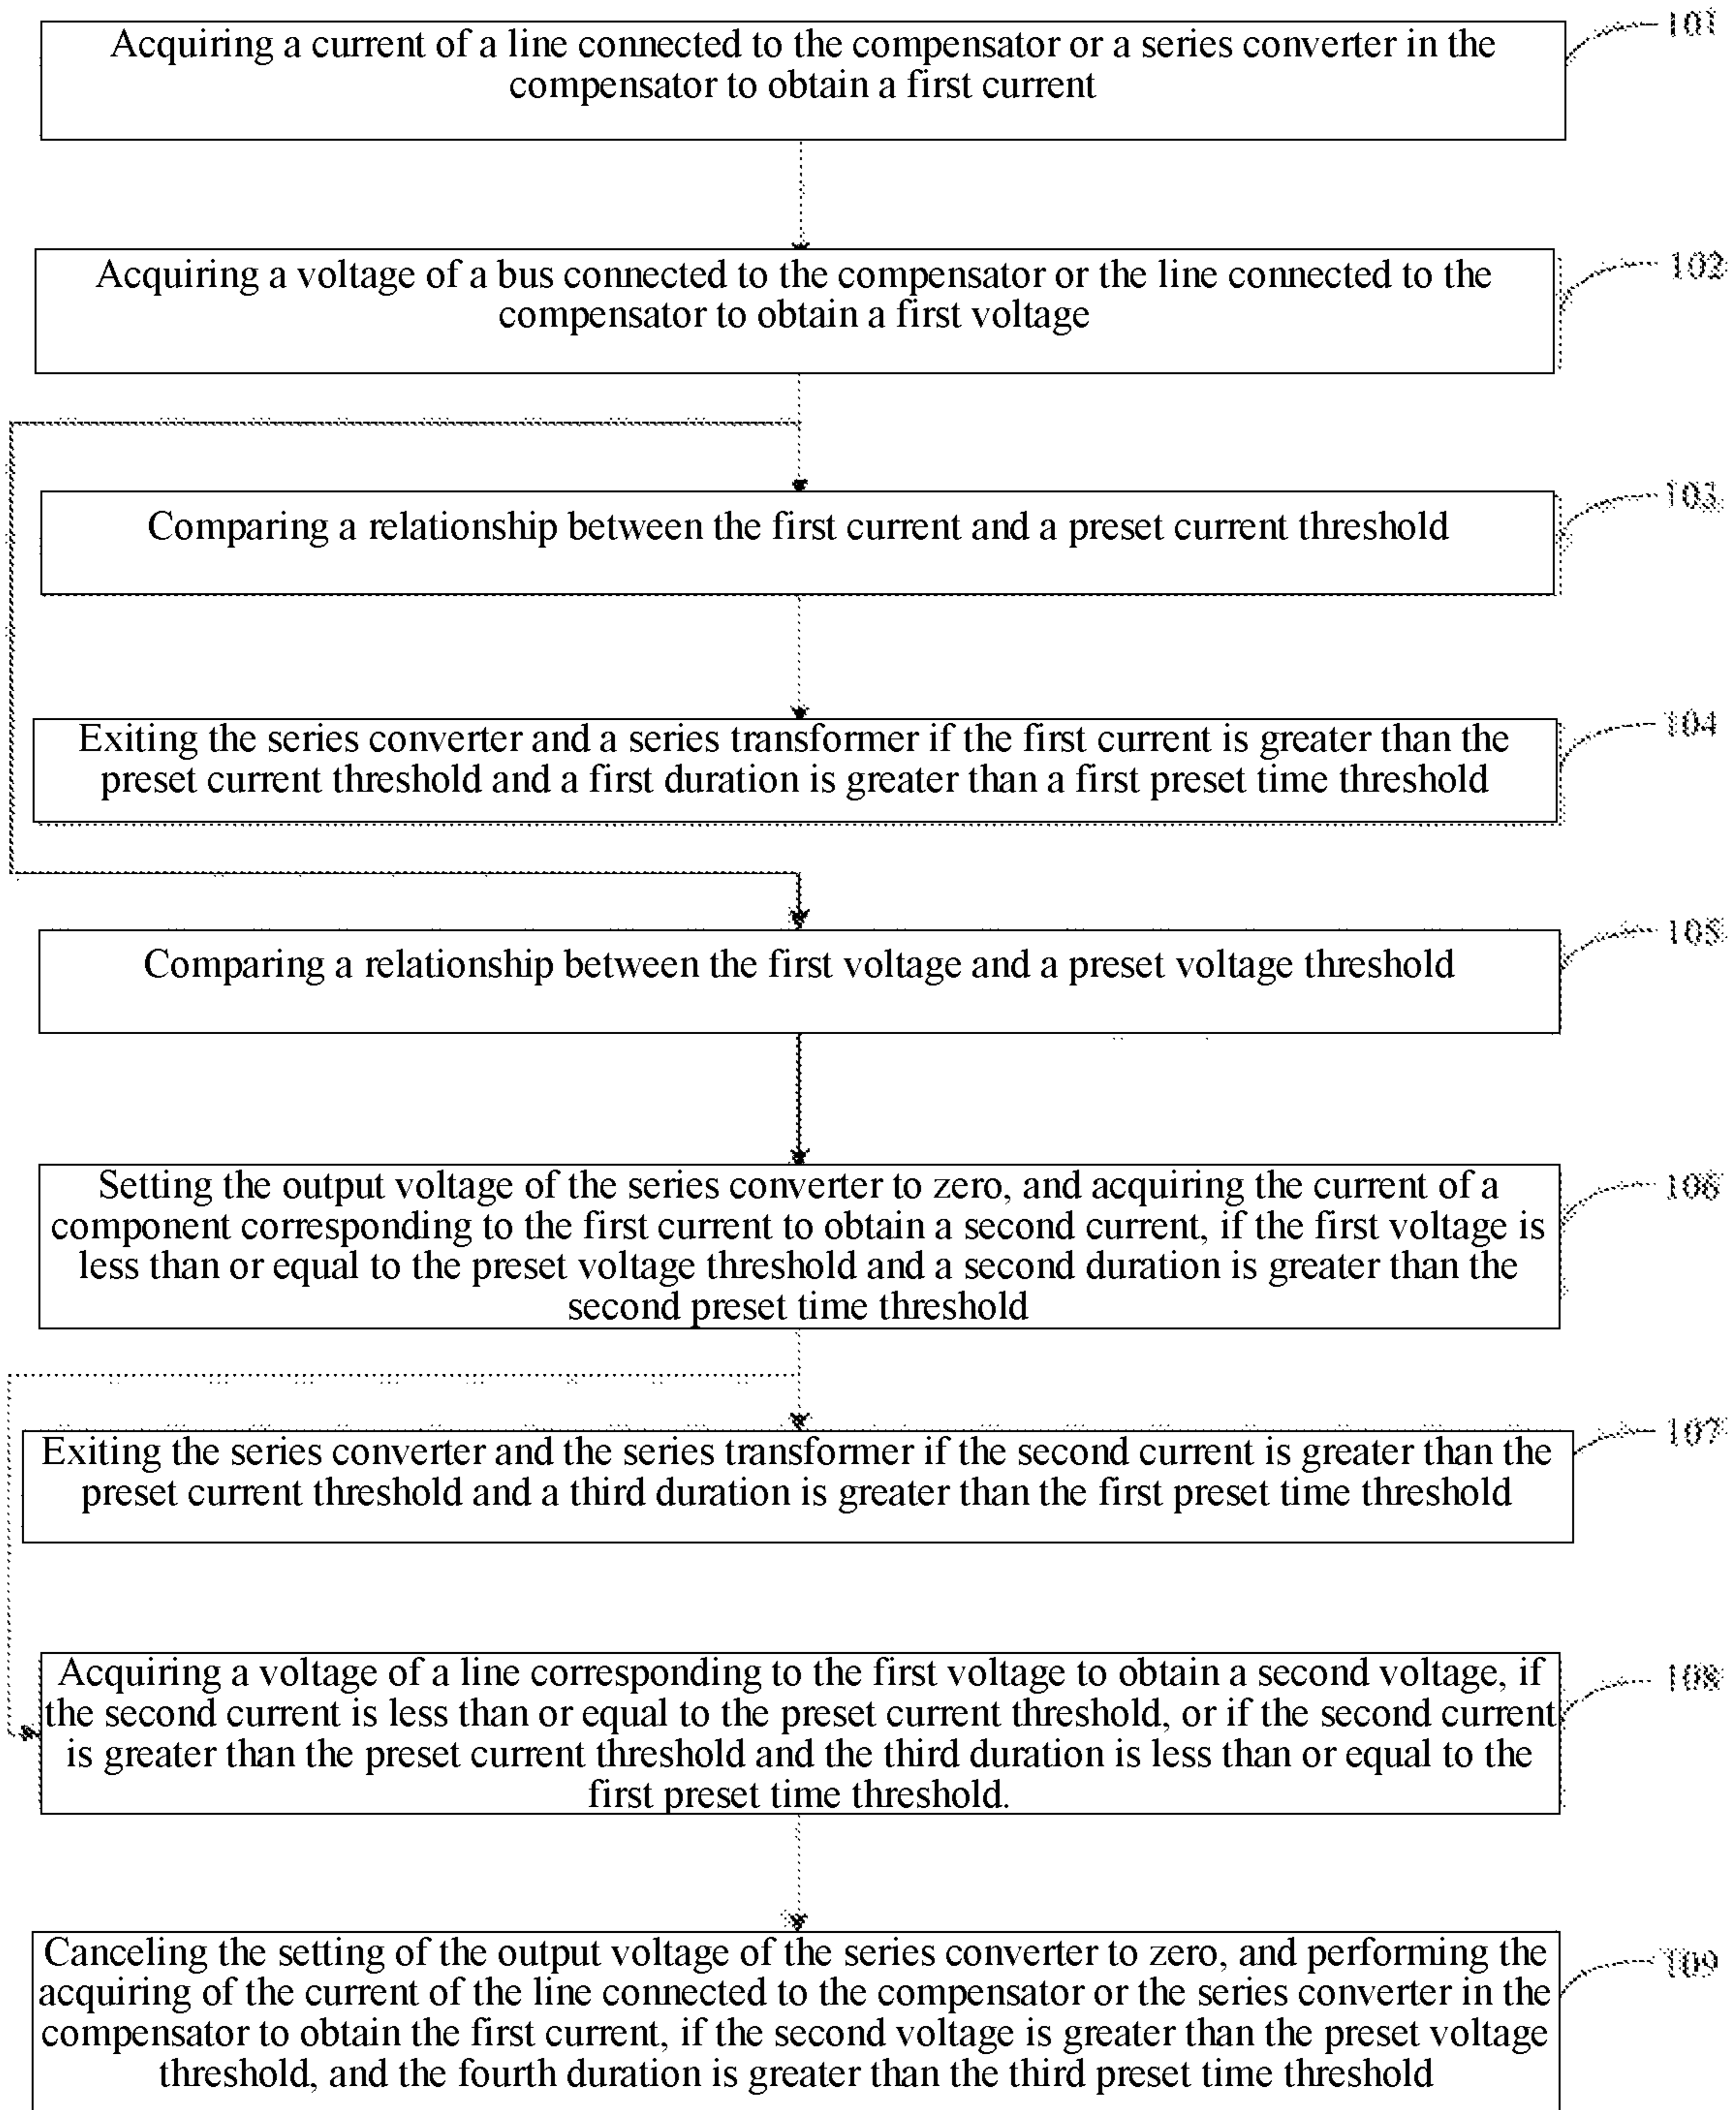 101
Acquiring a current of a line connected to the compensator or a series converter in the
compensator to obtain a first current
102
Acquiring a voltage of a bus connected to the compensator or the line connected to the
compensator to obtain a first voltage
103
Comparing a relationship between the first current and a preset current threshold
104
Exiting the series converter and a series transformer if the first current is greater than the
preset current threshold and a first duration is greater than a first preset time threshold
105
Comparing a relationship between the first voltage and a preset voltage threshold
106
Setting the output voltage of the series converter to zero, and acquiring the current of a
component corresponding to the first current to obtain a second current, if the first voltage is
less than or equal to the preset voltage threshold and a second duration is greater than the
second preset time threshold
107
Exiting the series converter and the series transformer if the second current is greater than the
preset current threshold and a third duration is greater than the first preset time threshold
108
Acquiring a voltage of a line corresponding to the first voltage to obtain a second voltage, if
the second current is less than or equal to the preset current threshold, or if the second current
is greater than the preset current threshold and the third duration is less than or equal to the
first preset time threshold.
109
Canceling the setting of the output voltage of the series converter to zero, and performing the
acquiring of the current of the line connected to the compensator or the series converter in the
compensator to obtain the first current, if the second voltage is greater than the preset voltage
threshold, and the fourth duration is greater than the third preset time threshold